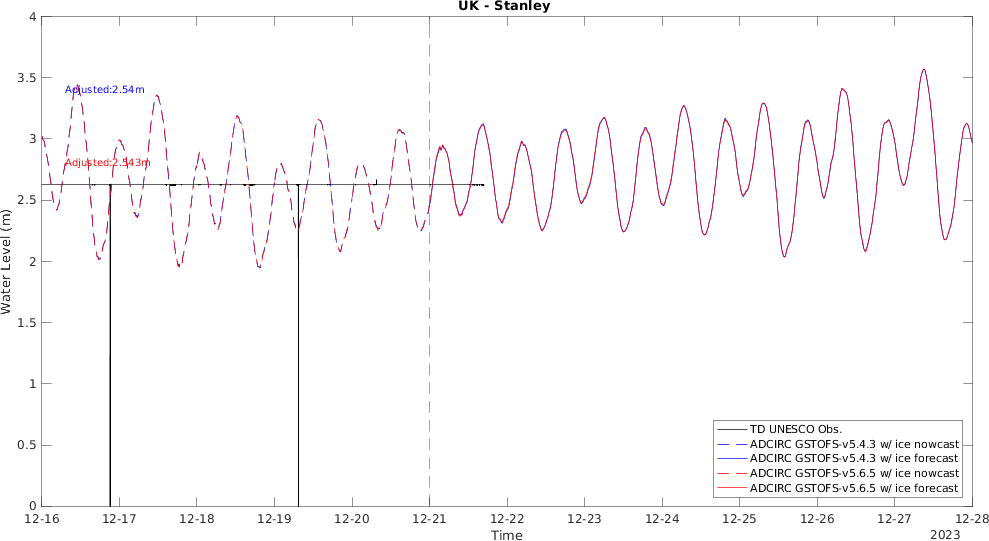 UK - Stanley
4
3.5
3
2.5
2
1.5
1
0.5
0
Water Level (m)
Adjusted:2.54m
Adjusted:2.543m
TD UNESCO Obs.
ADCIRC GSTOFS-v5.4.3 w/ ice nowcast
ADCIRC GSTOFS-v5.4.3 w/ ice forecast
ADCIRC GSTOFS-v5.6.5 w/ ice nowcast
ADCIRC GSTOFS-v5.6.5 w/ ice forecast
12-16 12-17 12-18 12-19 12-20 12-21 12-22 12-23 12-24 12-25 12-26 12-27 12-28
Time
2023